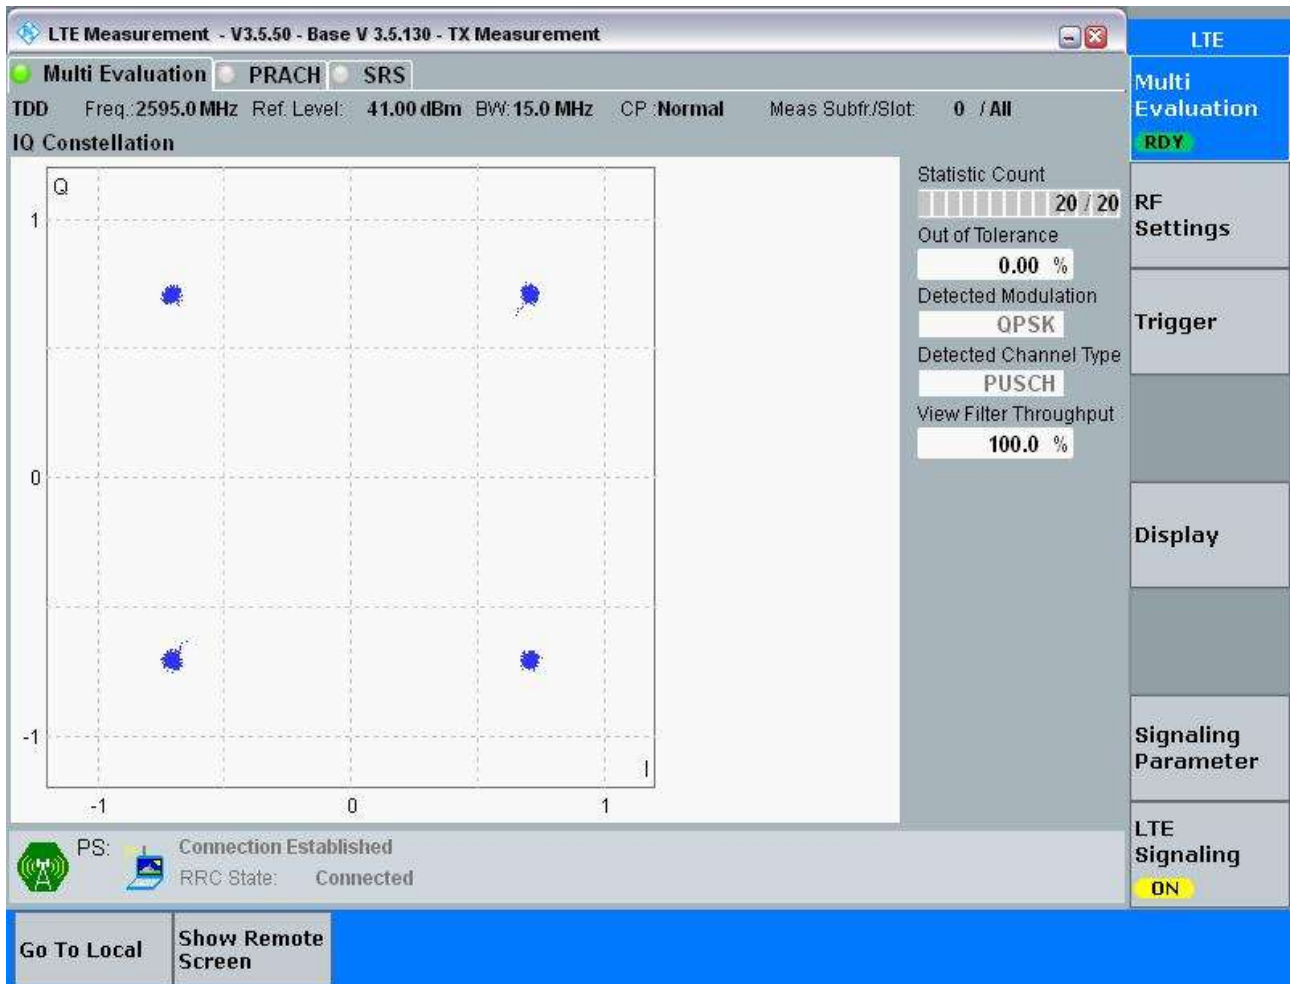 LTE Measurement - V3.5.50 - Base V 3.5.130 - TX Measurement
Multi Evaluation PRACH SRS
TDD Freq.:2595.0 MHz Ref. Level: 41.00 dBm BW:15.0 MHz CP :Normal Meas Subfr./Slot: 0 / All
IQ Constellation
Q
1
0
-1
I
-1 0 1
Statistic Count
20 / 20
Out of Tolerance
0.00 %
Detected Modulation
QPSK
Detected Channel Type
PUSCH
View Filter Throughput
100.0 %
PS: Connection Established
RRC State: Connected
LTE
Multi
Evaluation
RDY
RF
Settings
Trigger
Display
Signaling
Parameter
LTE
Signaling
ON
Go To Local
Show Remote
Screen